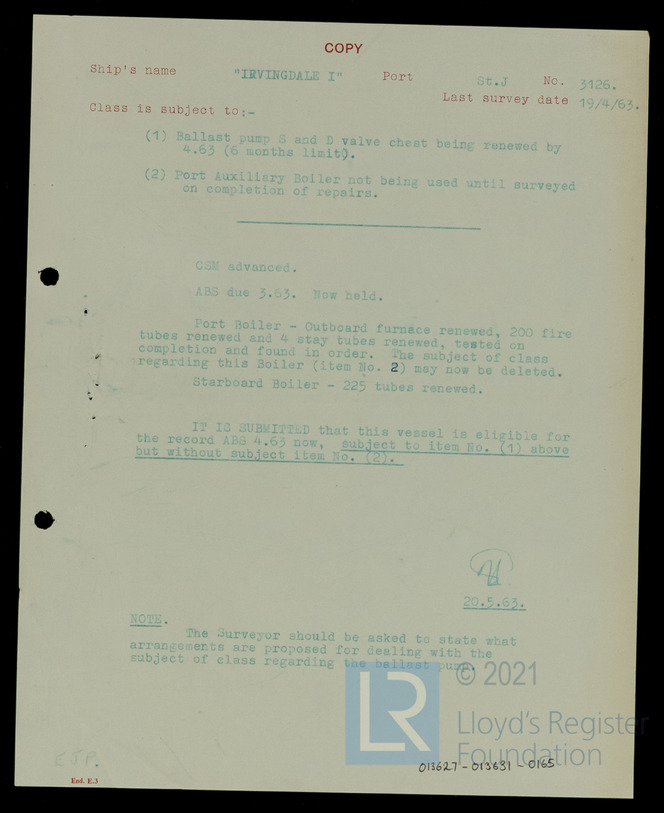 COPY
Ship's name "IRVINGDALE I" Port St.J No. 3126.
Last survey date 19/4/63.
Class is subject to:-
(1) Ballast pump S and D valve chest being renewed by
4.63 (6 months limit).
(2) Port Auxiliary Boiler not being used until surveyed
on completion of repairs.
CSM advanced.
ABS due 3.63. Now held.
Port Boiler - Outboard furnace renewed, 200 fire
tubes renewed and 4 stay tubes renewed, tested on
completion and found in order. The subject of class
regarding this Boiler (item No. 2) may now be deleted.
Starboard Boiler - 225 tubes renewed.
IT IS SUBMITTED that this vessel is eligible for
the record ABS 4.63 now, subject to item No. (1) above
but without subject item No. (2).
20.5.63.
NOTE.
The Surveyor should be asked to state what
arrangements are proposed for dealing with the
subject of class regarding the ballast pump.
LR
© 2021
Lloyd's Register
Foundation
013627-013631-0165
EJP.
End. E.3